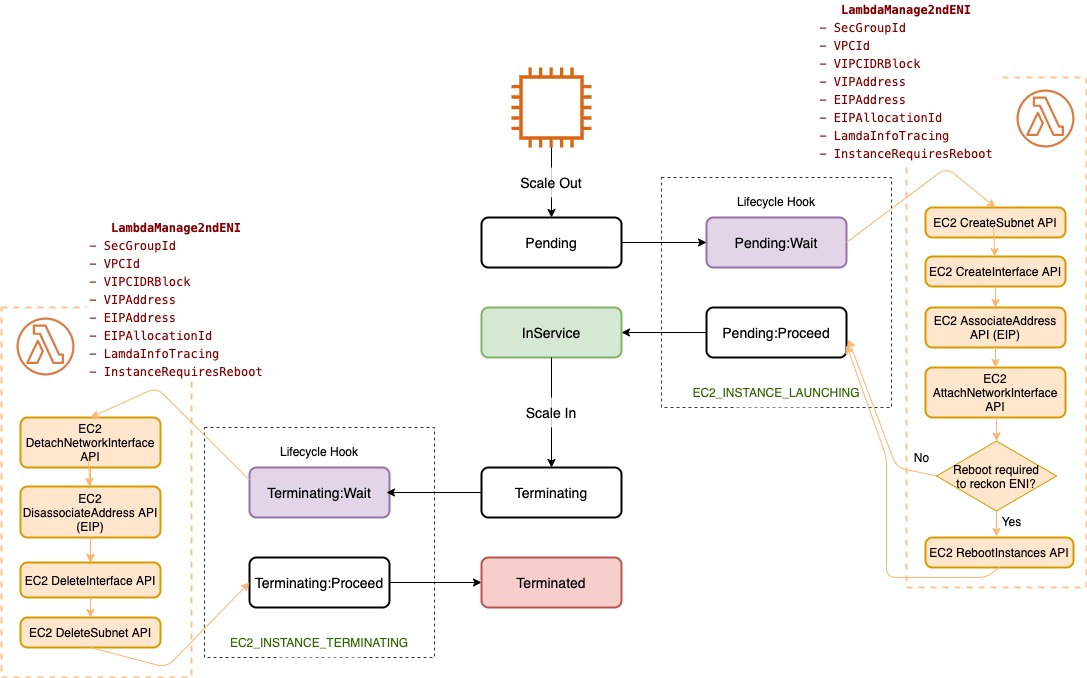 LambdaManage2ndENI
– SecGroupId
– VPCId
– VIPCIDRBlock
– VIPAddress
– EIPAddress
– EIPAllocationId
– LamdaInfoTracing
– InstanceRequiresReboot
Scale Out
Pending
Lifecycle Hook
Pending:Wait
InService
Pending:Proceed
EC2_INSTANCE_LAUNCHING
EC2 CreateSubnet API
EC2 CreateInterface API
EC2 AssociateAddress
API (EIP)
EC2
AttachNetworkInterface
API
Reboot required
to reckon ENI?
No
Yes
EC2 RebootInstances API
Scale In
Terminating
Lifecycle Hook
Terminating:Wait
Terminating:Proceed
Terminated
EC2_INSTANCE_TERMINATING
LambdaManage2ndENI
– SecGroupId
– VPCId
– VIPCIDRBlock
– VIPAddress
– EIPAddress
– EIPAllocationId
– LamdaInfoTracing
– InstanceRequiresReboot
EC2
DetachNetworkInterface
API
EC2
DisassociateAddress API
(EIP)
EC2 DeleteInterface API
EC2 DeleteSubnet API